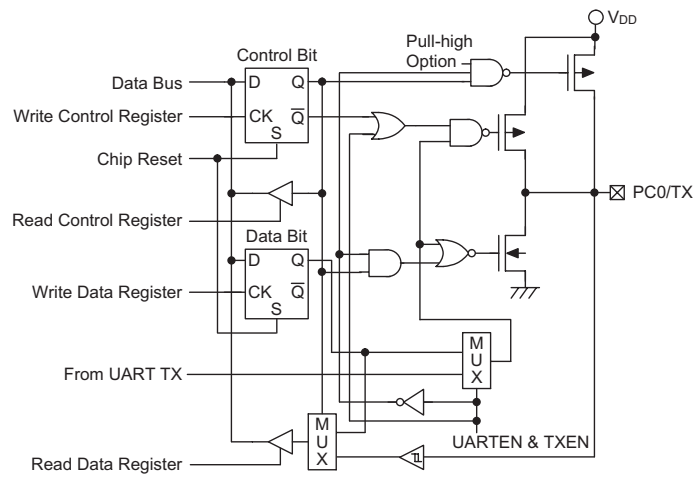 VDD
Pull-high
Option
Control Bit
Data Bus
D
Q
Write Control Register
CK
Q
S
Chip Reset
PC0/TX
Read Control Register
Data Bit
D
Q
Write Data Register
CK
Q
S
M
U
X
From UART TX
M
U
X
UARTEN & TXEN
Read Data Register